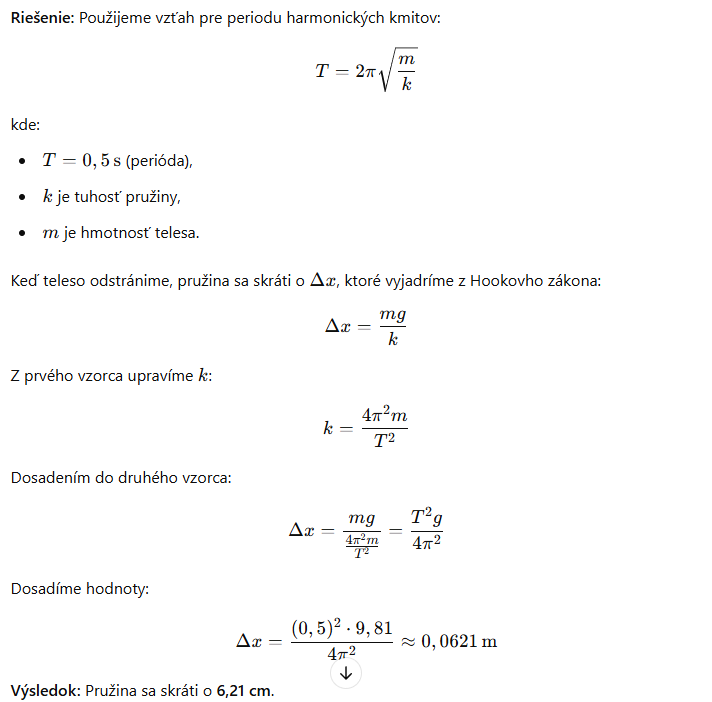 Riešenie: Použijeme vzťah pre periodu harmonických kmitov:
T = 2π√(m/k)
kde:
• T = 0,5 s (perióda),
• k je tuhosť pružiny,
• m je hmotnosť telesa.
Keď teleso odstránime, pružina sa skráti o Δx, ktoré vyjadríme z Hookovho zákona:
Δx = mg/k
Z prvého vzorca upravíme k:
k = 4π²m/T²
Dosadením do druhého vzorca:
Δx = mg/(4π²m/T²) = T²g/4π²
Dosadíme hodnoty:
Δx = (0,5)² · 9,81/4π² ≈ 0,0621 m
Výsledok: Pružina sa skráti o 6,21 cm.